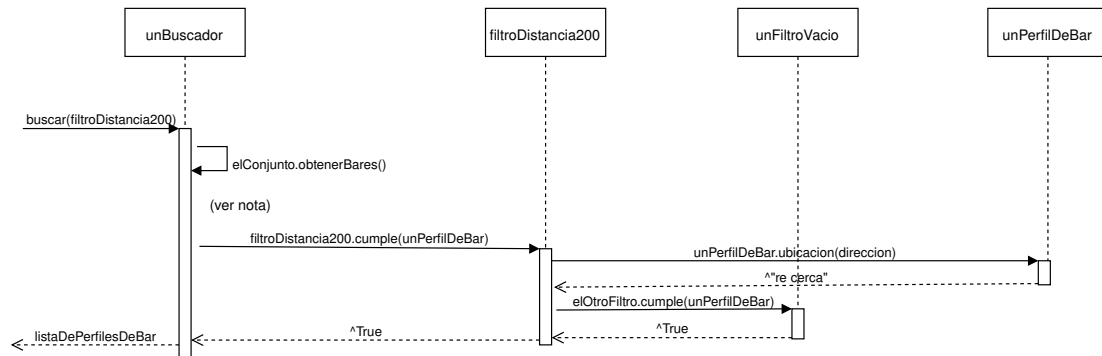 unBuscador
filtroDistancia200
unFiltroVacio
unPerfilDeBar
buscar(filtroDistancia200)
elConjunto.obtenerBares()
(ver nota)
filtroDistancia200.cumple(unPerfilDeBar)
unPerfilDeBar.ubicacion(direccion)
^"re cerca"
elOtroFiltro.cumple(unPerfilDeBar)
^True
^True
listaDePerfilesDeBar